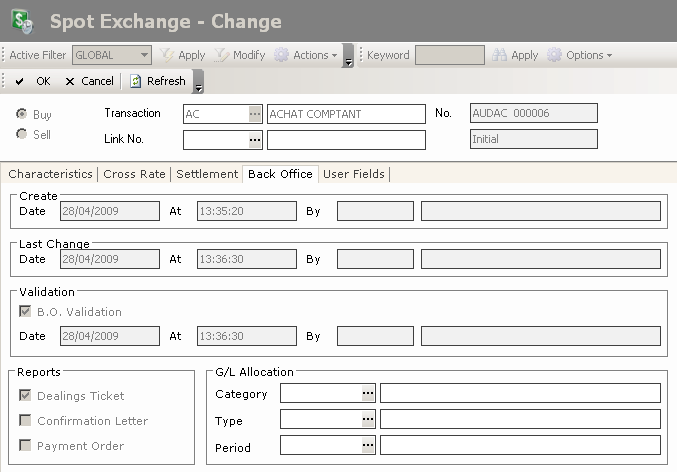 Spot Exchange - Change
Active Filter GLOBAL Apply Modify Actions Keyword Apply Options
OK Cancel Refresh
Buy Transaction AC ... ACHAT COMPTANT No. AUDAC 000006
Sell Link No. ... Initial
Characteristics Cross Rate Settlement Back Office User Fields
Create
Date 28/04/2009 At 13:35:20 By
Last Change
Date 28/04/2009 At 13:36:30 By
Validation
B.O. Validation
Date 28/04/2009 At 13:36:30 By
Reports
Dealings Ticket
Confirmation Letter
Payment Order
G/L Allocation
Category ...
Type ...
Period ...